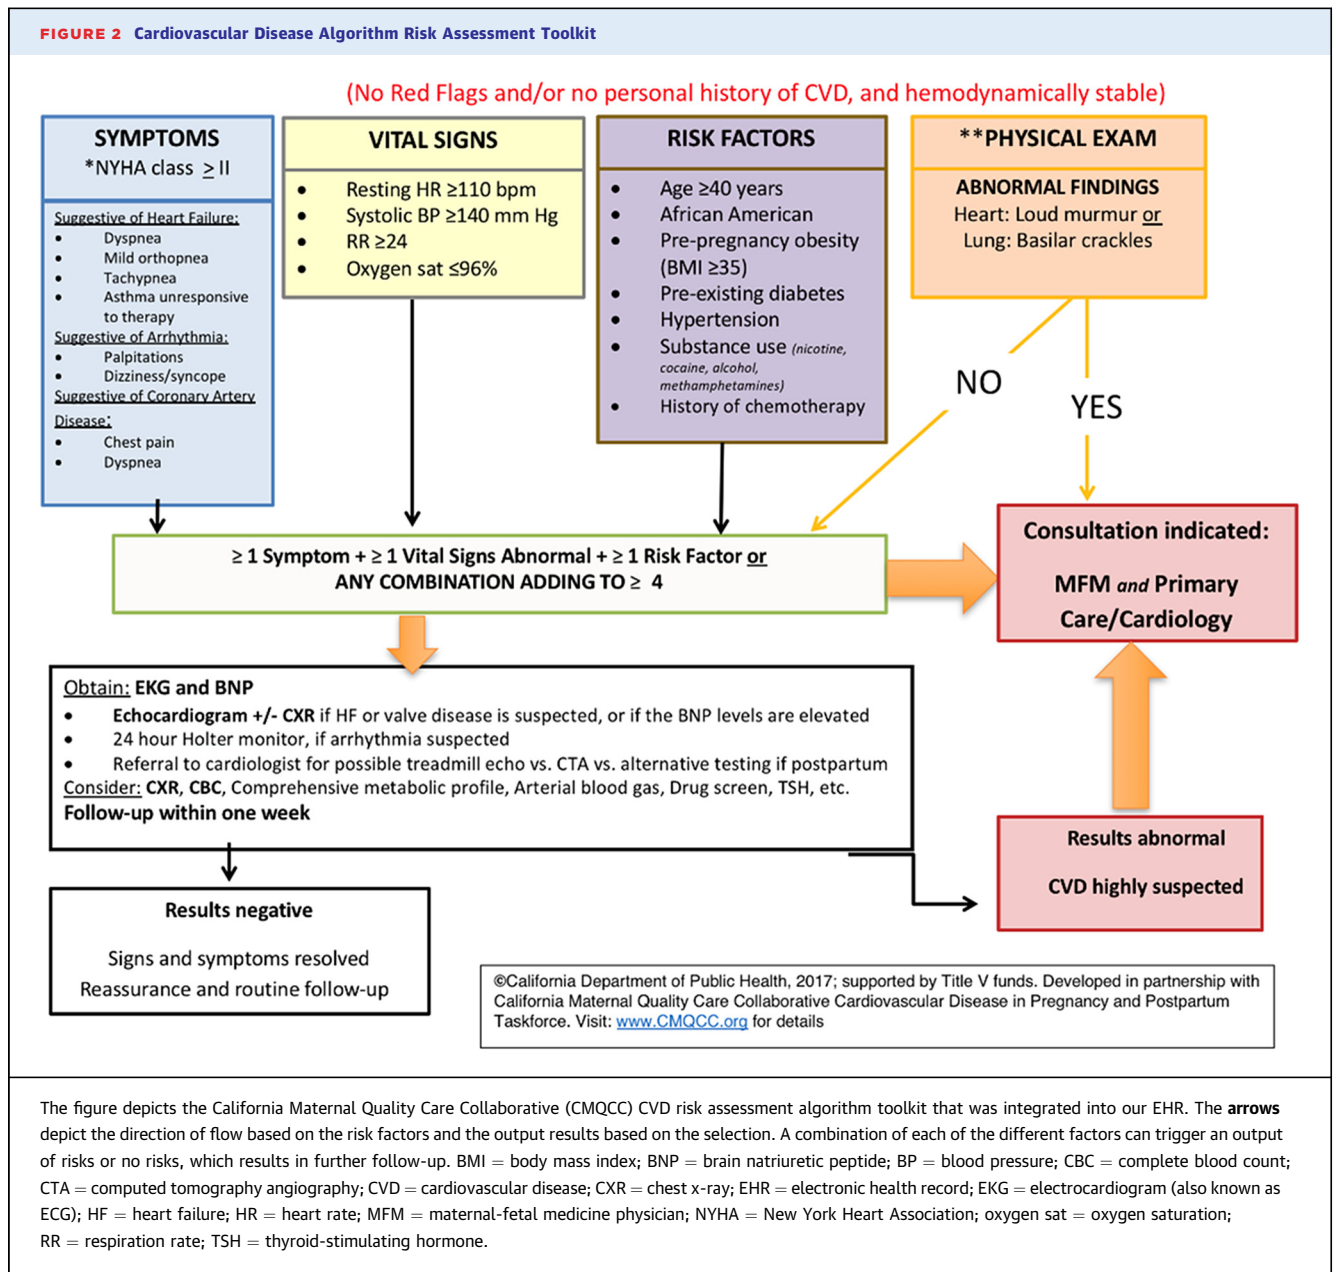 FIGURE 2 Cardiovascular Disease Algorithm Risk Assessment Toolkit
(No Red Flags and/or no personal history of CVD, and hemodynamically stable)
SYMPTOMS
*NYHA class ≥ II
Suggestive of Heart Failure:
• Dyspnea
• Mild orthopnea
• Tachypnea
• Asthma unresponsive
to therapy
Suggestive of Arrhythmia:
• Palpitations
• Dizziness/syncope
Suggestive of Coronary Artery
Disease:
• Chest pain
• Dyspnea
VITAL SIGNS
• Resting HR ≥110 bpm
• Systolic BP ≥140 mm Hg
• RR ≥24
• Oxygen sat ≤96%
RISK FACTORS
• Age ≥40 years
• African American
• Pre-pregnancy obesity
(BMI ≥35)
• Pre-existing diabetes
• Hypertension
• Substance use (nicotine,
cocaine, alcohol,
methamphetamines)
• History of chemotherapy
**PHYSICAL EXAM
ABNORMAL FINDINGS
Heart: Loud murmur or
Lung: Basilar crackles
NO
YES
≥ 1 Symptom + ≥ 1 Vital Signs Abnormal + ≥ 1 Risk Factor or
ANY COMBINATION ADDING TO ≥ 4
Consultation indicated:
MFM and Primary
Care/Cardiology
Obtain: EKG and BNP
• Echocardiogram +/- CXR if HF or valve disease is suspected, or if the BNP levels are elevated
• 24 hour Holter monitor, if arrhythmia suspected
• Referral to cardiologist for possible treadmill echo vs. CTA vs. alternative testing if postpartum
Consider: CXR, CBC, Comprehensive metabolic profile, Arterial blood gas, Drug screen, TSH, etc.
Follow-up within one week
Results abnormal
CVD highly suspected
Results negative
Signs and symptoms resolved
Reassurance and routine follow-up
©California Department of Public Health, 2017; supported by Title V funds. Developed in partnership with
California Maternal Quality Care Collaborative Cardiovascular Disease in Pregnancy and Postpartum
Taskforce. Visit: www.CMQCC.org for details
The figure depicts the California Maternal Quality Care Collaborative (CMQCC) CVD risk assessment algorithm toolkit that was integrated into our EHR. The arrows
depict the direction of flow based on the risk factors and the output results based on the selection. A combination of each of the different factors can trigger an output
of risks or no risks, which results in further follow-up. BMI = body mass index; BNP = brain natriuretic peptide; BP = blood pressure; CBC = complete blood count;
CTA = computed tomography angiography; CVD = cardiovascular disease; CXR = chest x-ray; EHR = electronic health record; EKG = electrocardiogram (also known as
ECG); HF = heart failure; HR = heart rate; MFM = maternal-fetal medicine physician; NYHA = New York Heart Association; oxygen sat = oxygen saturation;
RR = respiration rate; TSH = thyroid-stimulating hormone.